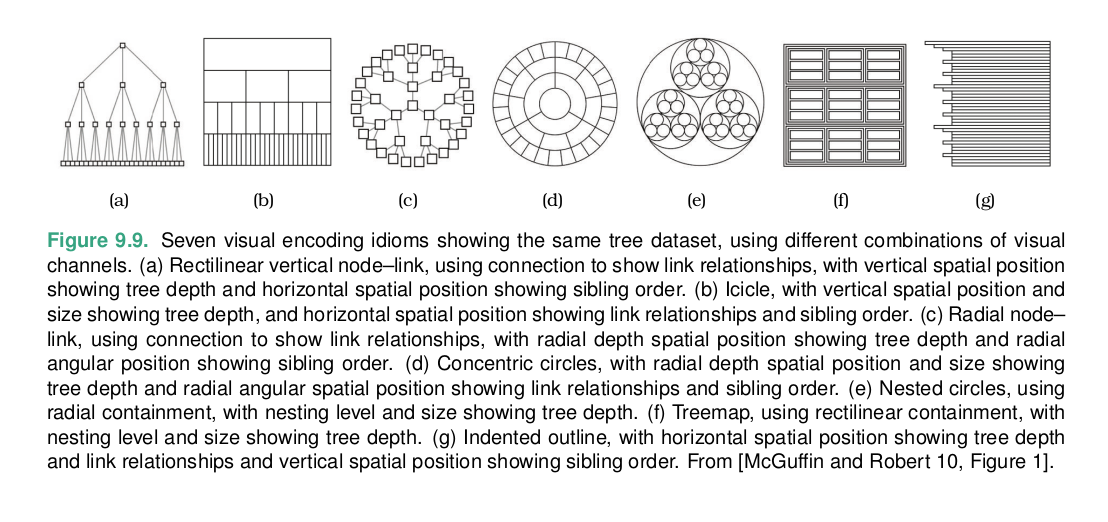 (a) (b) (c) (d) (e) (f) (g)
Figure 9.9. Seven visual encoding idioms showing the same tree dataset, using different combinations of visual
channels. (a) Rectilinear vertical node–link, using connection to show link relationships, with vertical spatial position
showing tree depth and horizontal spatial position showing sibling order. (b) Icicle, with vertical spatial position and
size showing tree depth, and horizontal spatial position showing link relationships and sibling order. (c) Radial node–
link, using connection to show link relationships, with radial depth spatial position showing tree depth and radial
angular position showing sibling order. (d) Concentric circles, with radial depth spatial position and size showing
tree depth and radial angular spatial position showing link relationships and sibling order. (e) Nested circles, using
radial containment, with nesting level and size showing tree depth. (f) Treemap, using rectilinear containment, with
nesting level and size showing tree depth. (g) Indented outline, with horizontal spatial position showing tree depth
and link relationships and vertical spatial position showing sibling order. From [McGuffin and Robert 10, Figure 1].